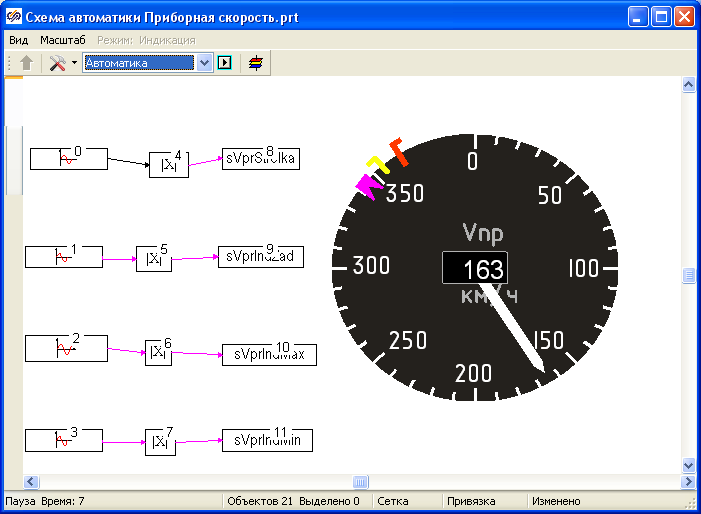 Схема автоматики Приборная скорость.prt
Вид Масштаб Режим: Индикация
Автоматика
0
4
|X|
8
sVprStrelka
1
5
|X|
9
sVprIndZad
2
6
|X|
10
sVprIndMax
3
7
|X|
11
sVprIndMin
0
50
100
150
200
250
300
350
Vпр
163
км/ч
Пауза Время: 7
Объектов 21 Выделено 0
Сетка
Привязка
Изменено